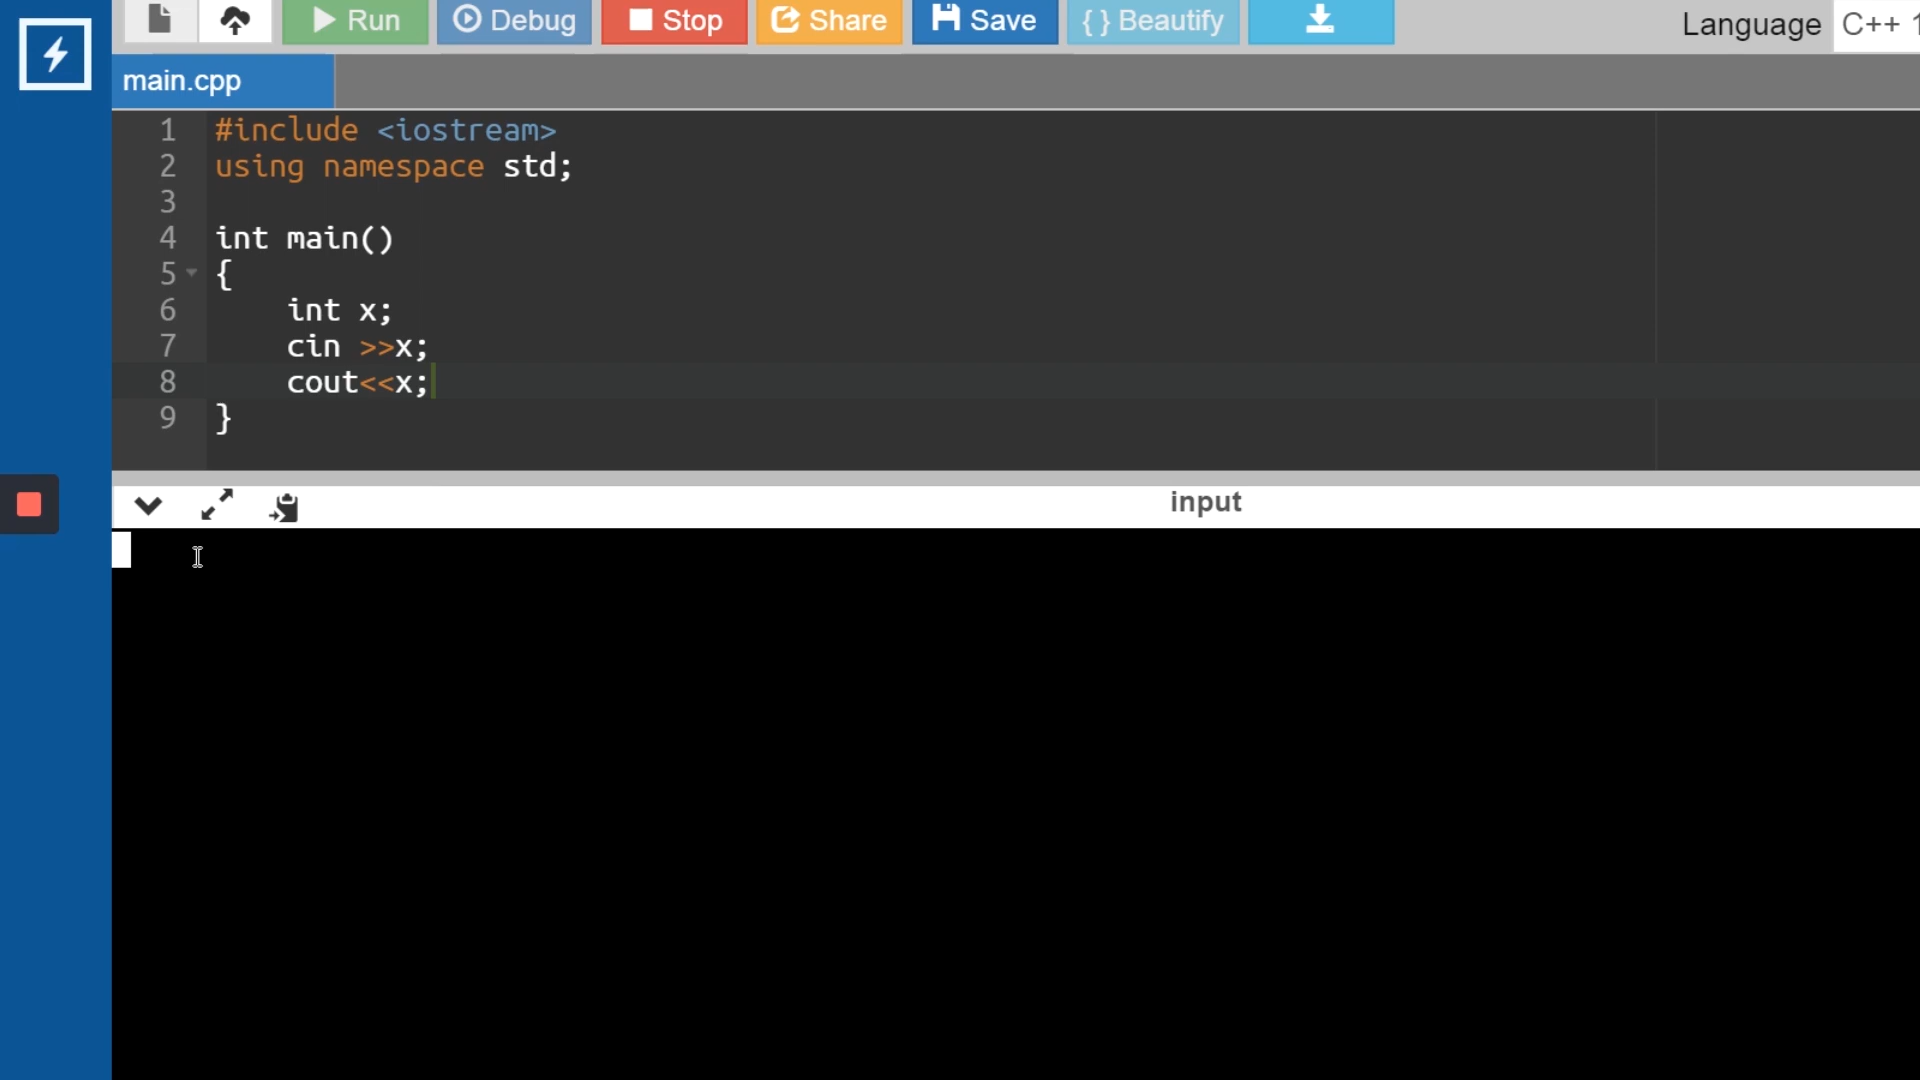 Run Debug Stop Share Save { } Beautify Language C++ 1
main.cpp
1 #include <iostream>
2 using namespace std;
3
4 int main()
5 {
6 int x;
7 cin >>x;
8 cout<<x;
9 }
input